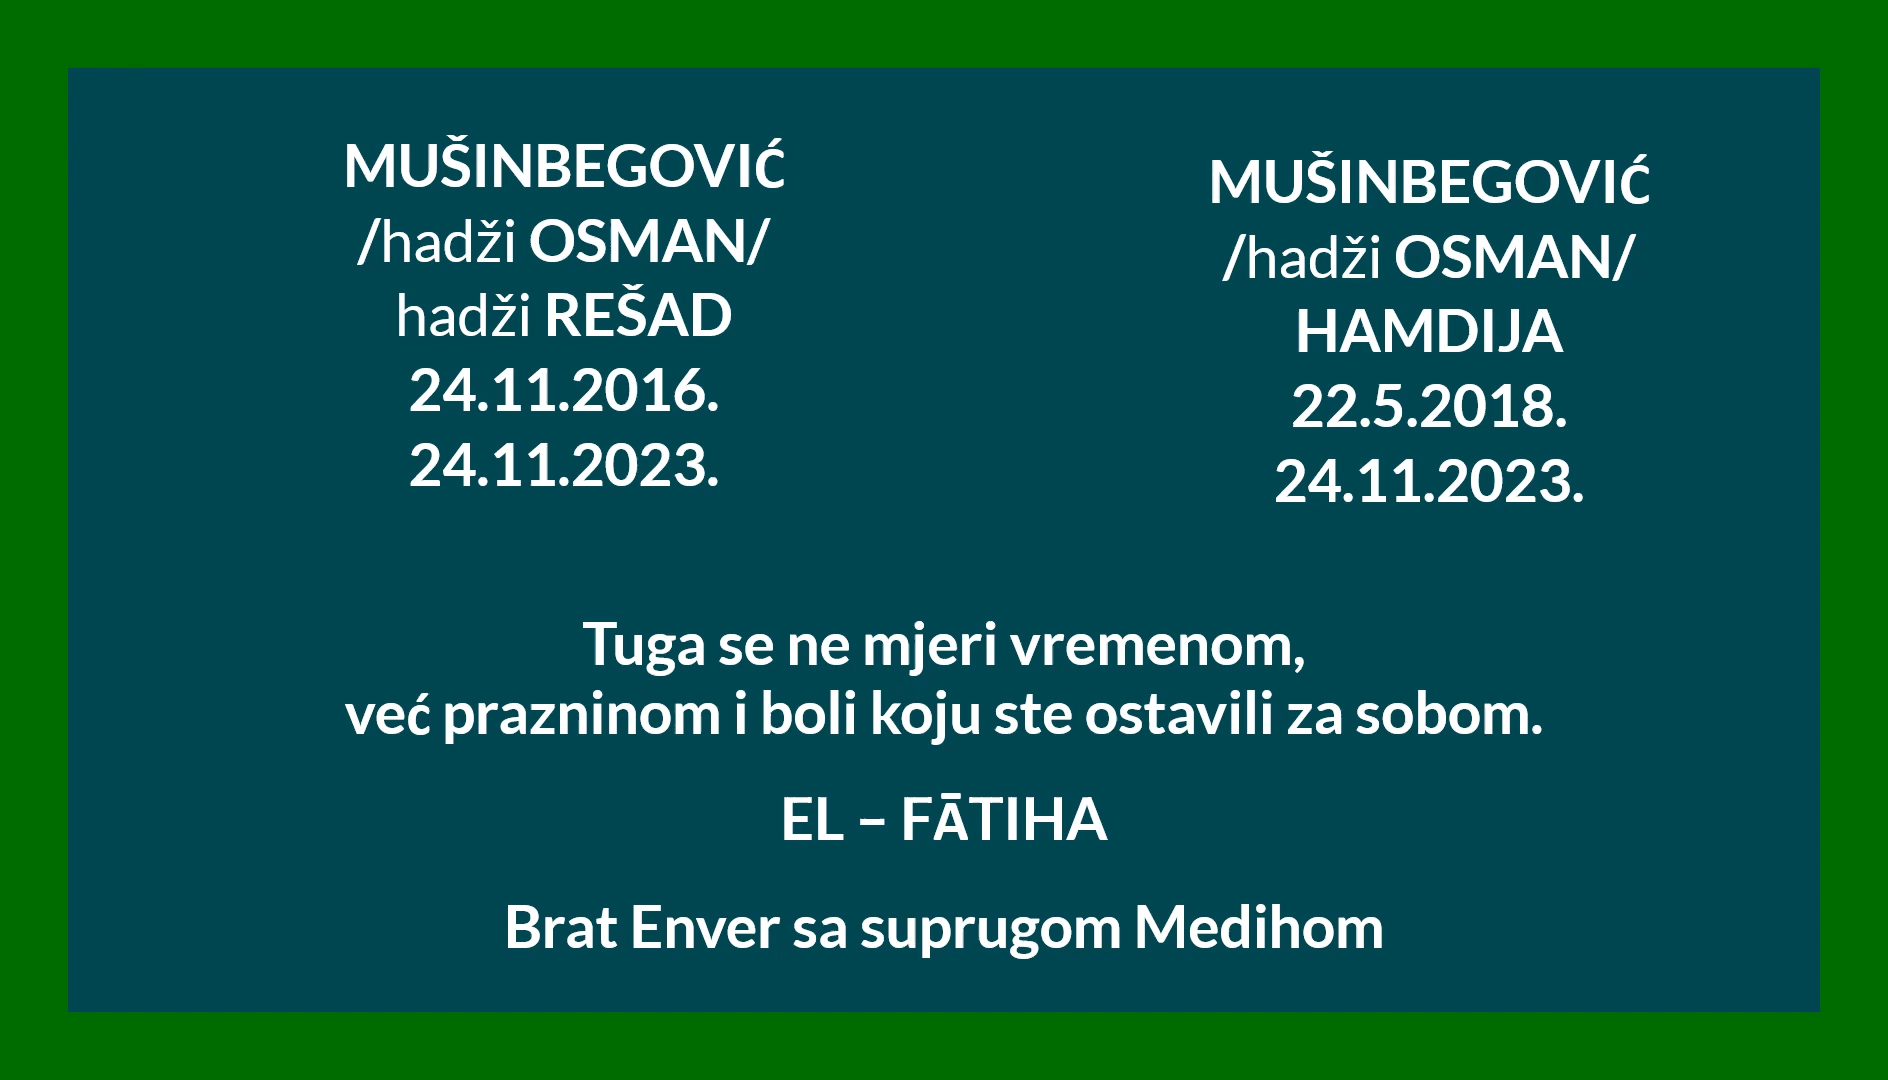 MUŠINBEGOVIĆ
/hadži OSMAN/
hadži REŠAD
24.11.2016.
24.11.2023.
MUŠINBEGOVIĆ
/hadži OSMAN/
HAMDIJA
22.5.2018.
24.11.2023.
Tuga se ne mjeri vremenom,
već prazninom i boli koju ste ostavili za sobom.
EL – FĀTIHA
Brat Enver sa suprugom Medihom